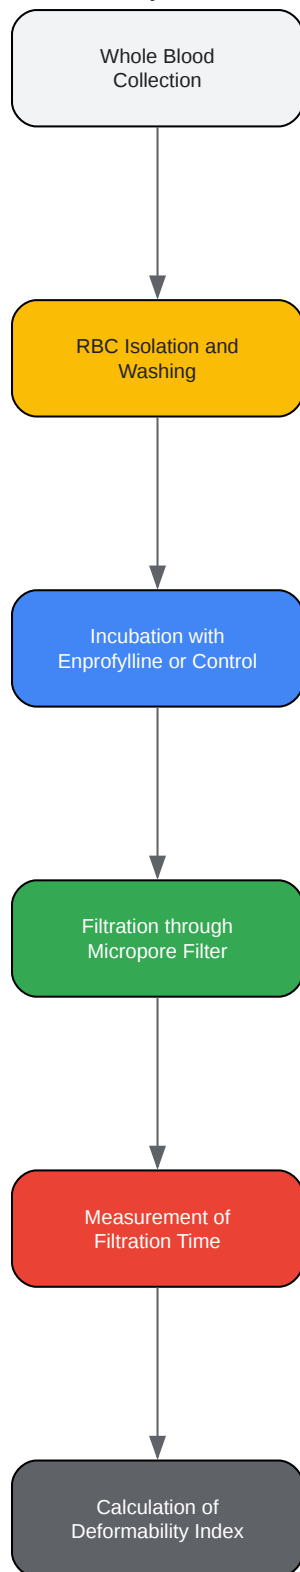 Whole Blood
Collection
RBC Isolation and
Washing
Incubation with
Enprofylline or Control
Filtration through
Micropore Filter
Measurement of
Filtration Time
Calculation of
Deformability Index